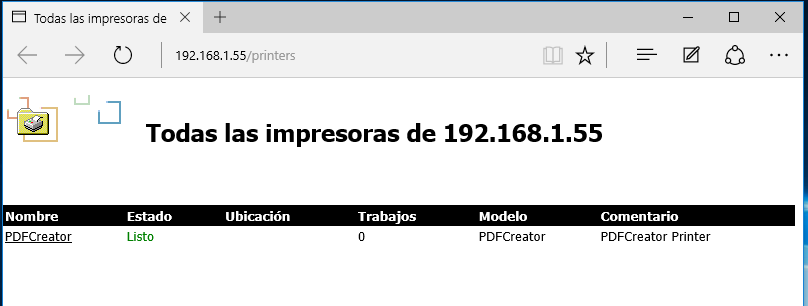 Todas las impresoras de
192.168.1.55/printers
Todas las impresoras de 192.168.1.55
Nombre Estado Ubicación Trabajos Modelo Comentario
PDFCreator Listo 0 PDFCreator PDFCreator Printer